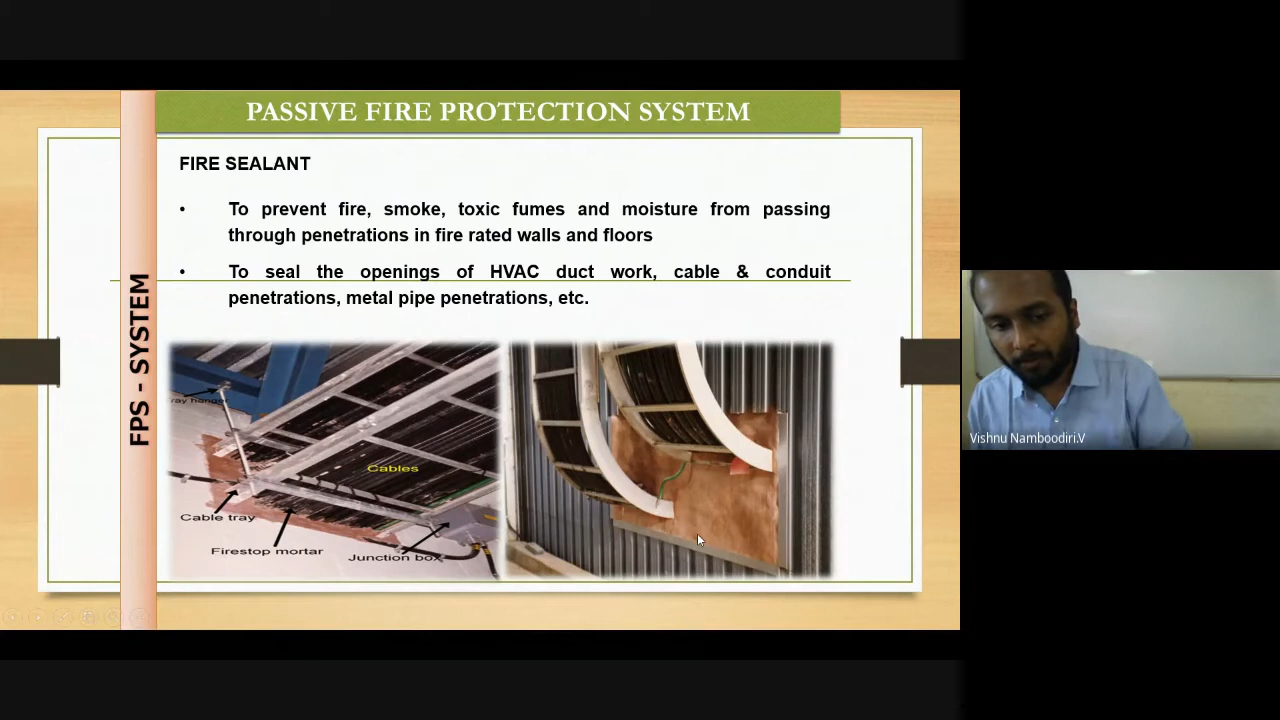 PASSIVE FIRE PROTECTION SYSTEM
FIRE SEALANT
• To prevent fire, smoke, toxic fumes and moisture from passing
through penetrations in fire rated walls and floors
• To seal the openings of HVAC duct work, cable & conduit
penetrations, metal pipe penetrations, etc.
FPS - SYSTEM
ray hanger
Cables
Cable tray
Firestop mortar
Junction box
Vishnu Namboodiri.V